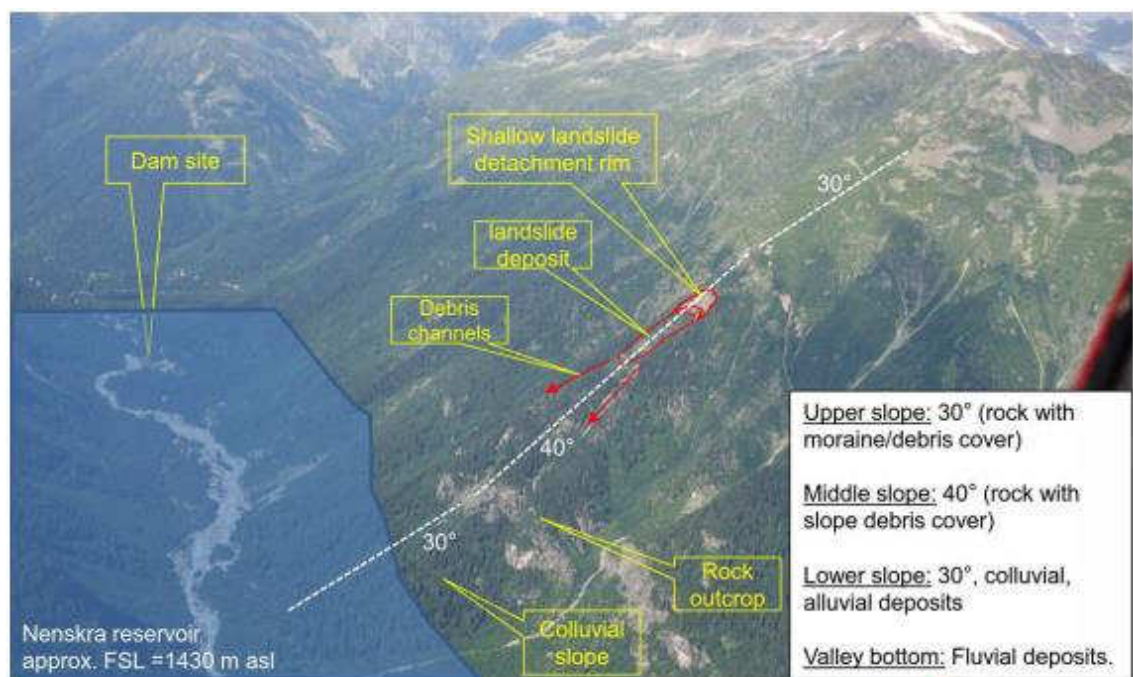 Dam site
Shallow landslide
detachment rim
30°
landslide
deposit
Debris
channels
40°
30°
Rock
outcrop
Colluvial
slope
Nenskra reservoir
approx. FSL =1430 m asl
Upper slope: 30° (rock with
moraine/debris cover)
Middle slope: 40° (rock with
slope debris cover)
Lower slope: 30°, colluvial,
alluvial deposits
Valley bottom: Fluvial deposits.